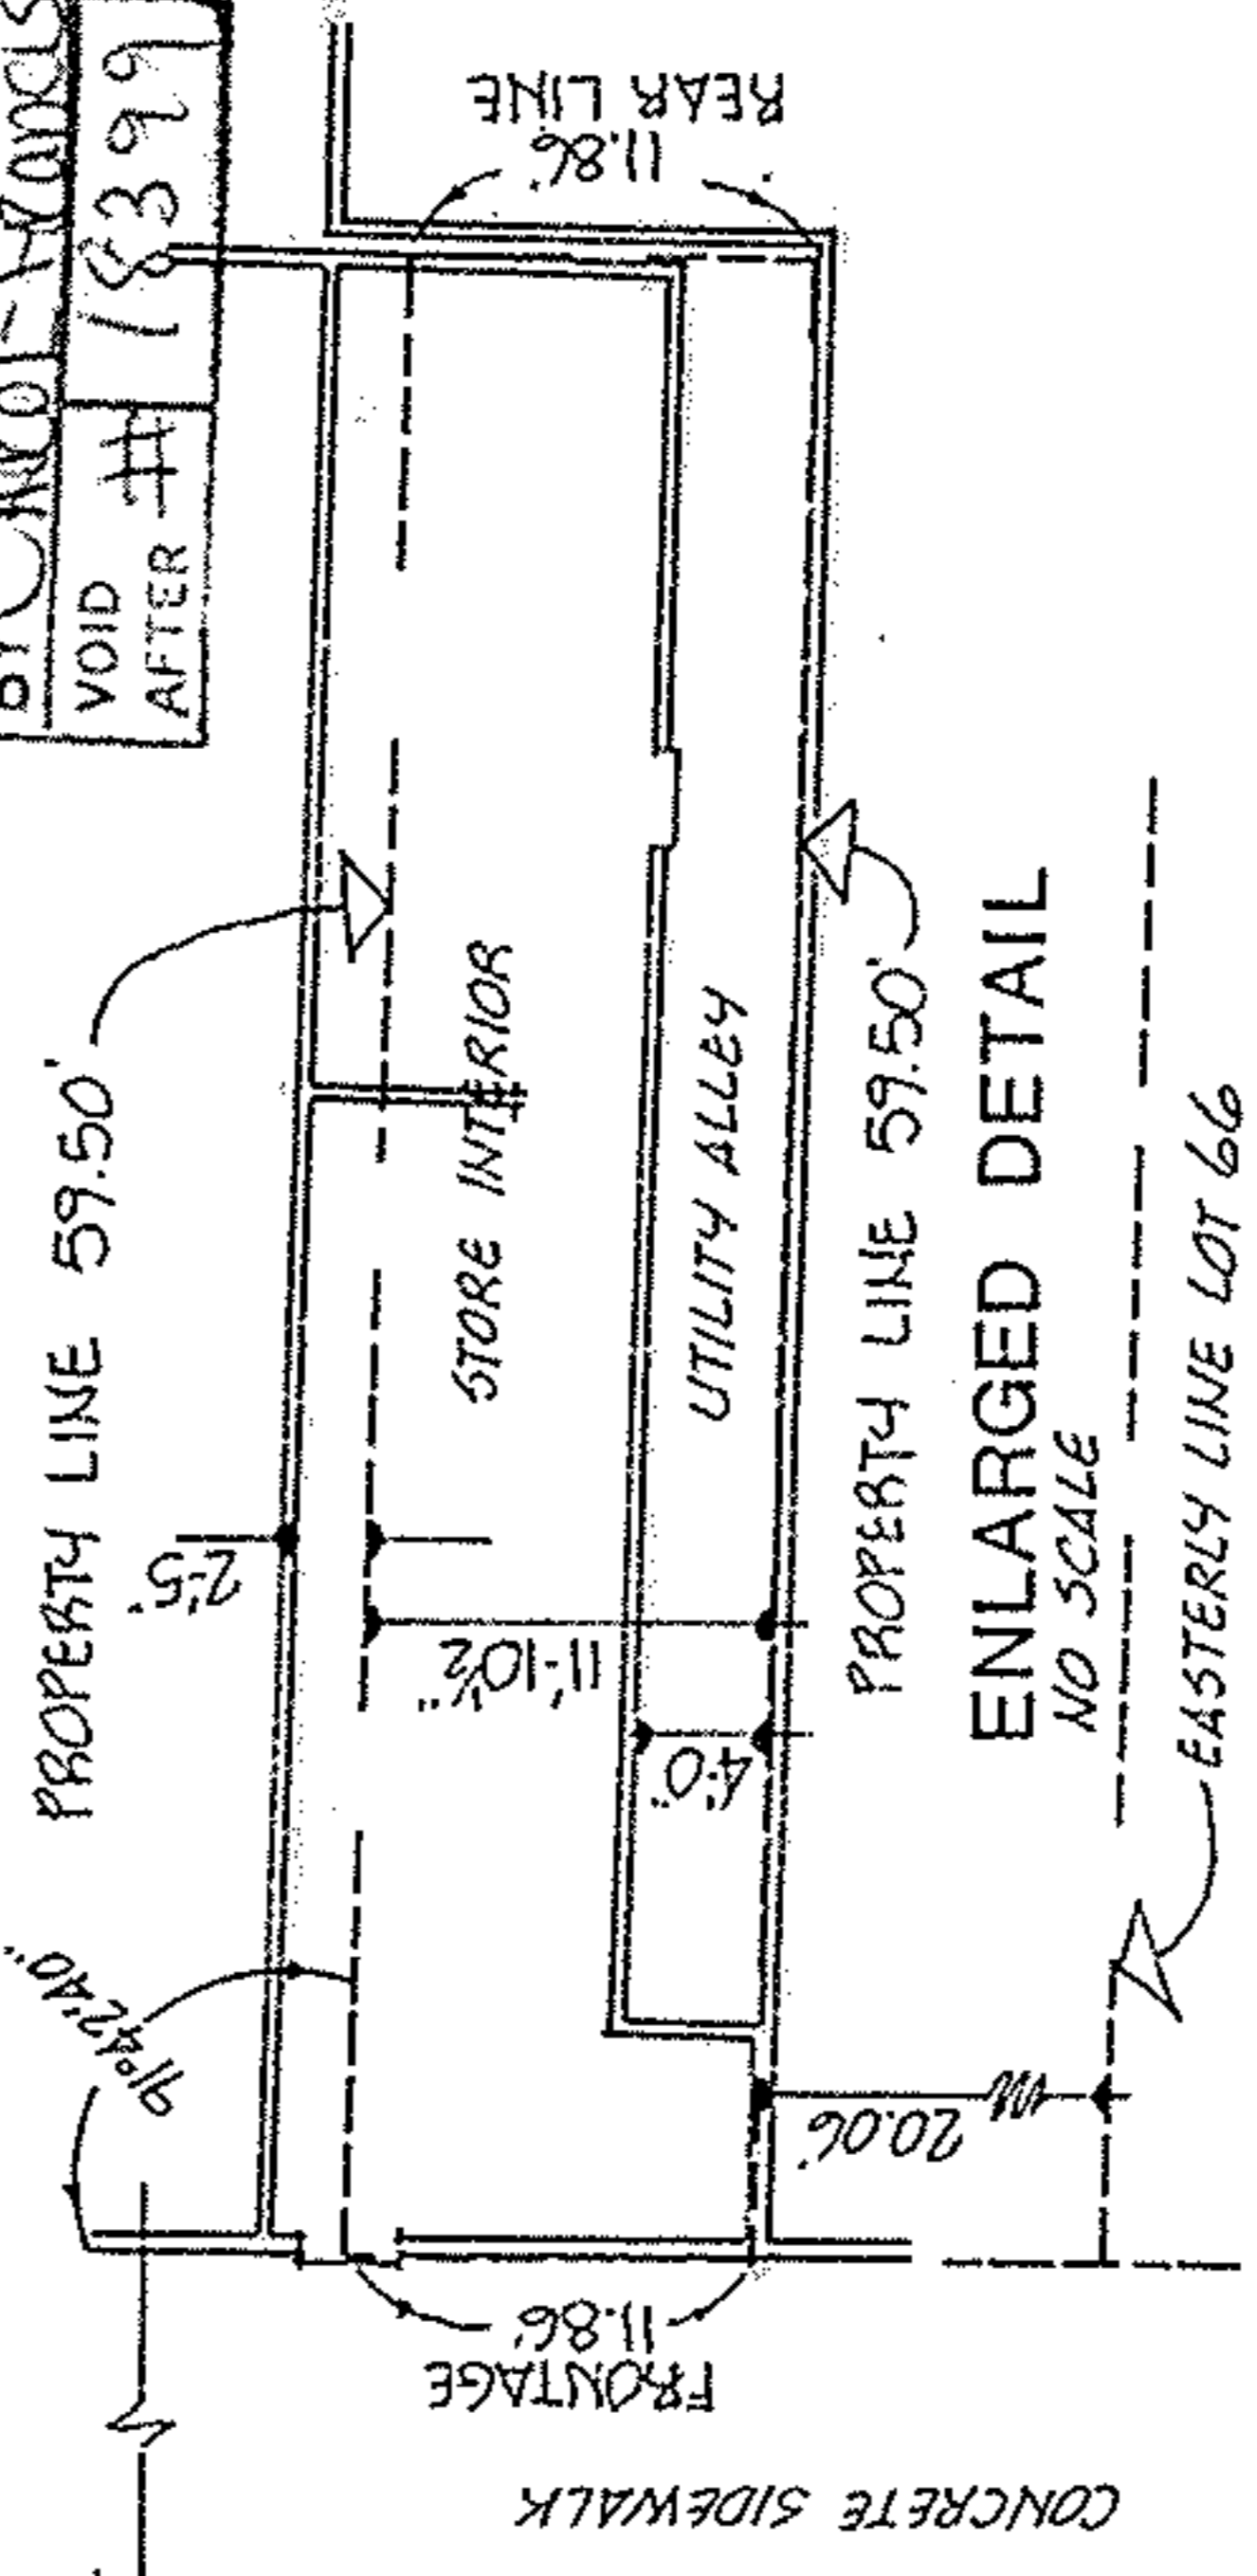 VOID
AFTER
# 18399
REAR LINE
11.86'
PROPERTY LINE 59.50'
STORE INTERIOR
UTILITY ALLEY
PROPERTY LINE 59.50'
ENLARGED DETAIL
NO SCALE
EASTERLY LINE LOT 66
2'-5"
11'-10½"
4'-0"
91°42'40"
20.06'
11.86'
FRONTAGE
CONCRETE SIDEWALK